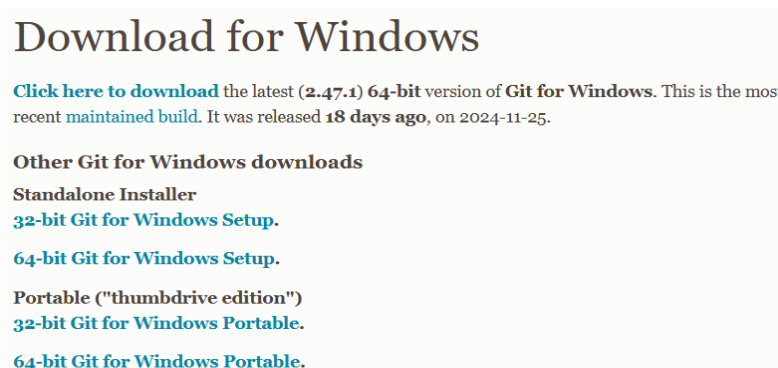 Download for Windows
Click here to download the latest (2.47.1) 64-bit version of Git for Windows. This is the
recent maintained build. It was released 18 days ago, on 2024-11-25.
Other Git for Windows downloads
Standalone Installer
32-bit Git for Windows Setup.
64-bit Git for Windows Setup.
Portable ("thumbdrive edition")
32-bit Git for Windows Portable.
64-bit Git for Windows Portable.